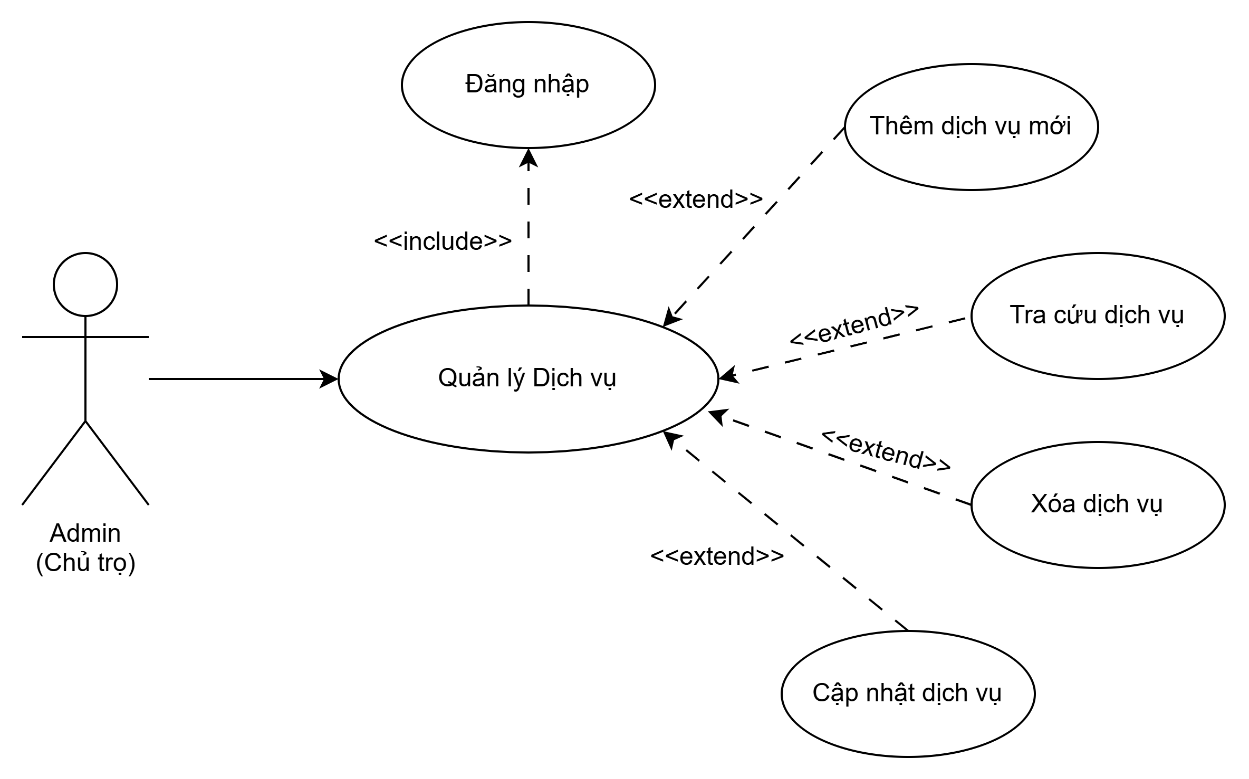 Đăng nhập
Thêm dịch vụ mới
<<extend>>
<<include>>
Tra cứu dịch vụ
<<extend>>
Quản lý Dịch vụ
<<extend>>
Xóa dịch vụ
Admin
(Chủ trọ)
<<extend>>
Cập nhật dịch vụ